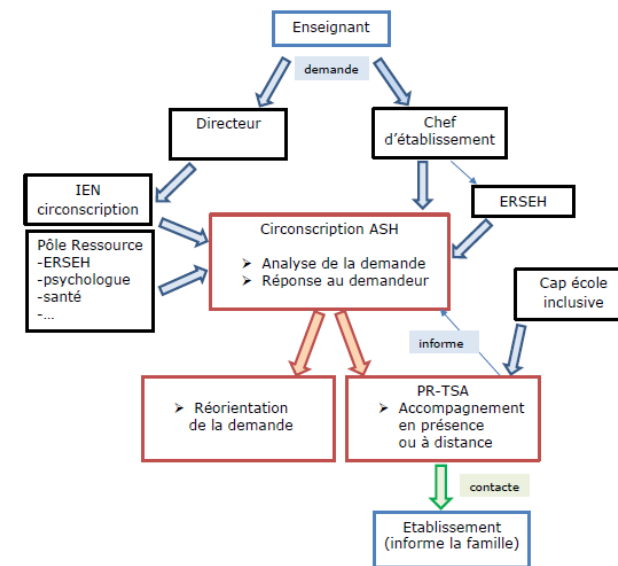 Enseignant
demande
Directeur
Chef
d'établissement
IEN
circonscription
ERSEH
Pôle Ressource
-ERSEH
-psychologue
-santé
-...
Circonscription ASH
➤ Analyse de la demande
➤ Réponse au demandeur
Cap école
inclusive
informe
➤ Réorientation
de la demande
PR-TSA
➤ Accompagnement
en présence
ou à distance
contacte
Etablissement
(informe la famille)